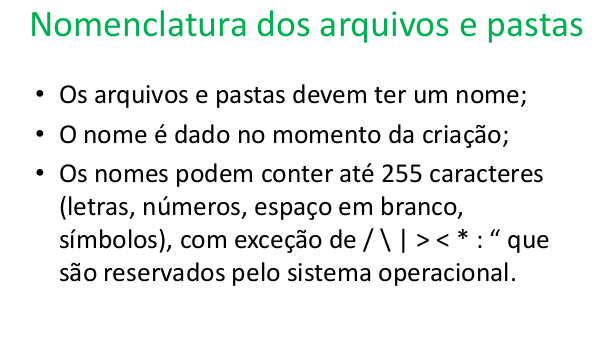 Nomenclatura dos arquivos e pastas
• Os arquivos e pastas devem ter um nome;
• O nome é dado no momento da criação;
• Os nomes podem conter até 255 caracteres
(letras, números, espaço em branco,
símbolos), com exceção de / \ | > < * : “ que
são reservados pelo sistema operacional.